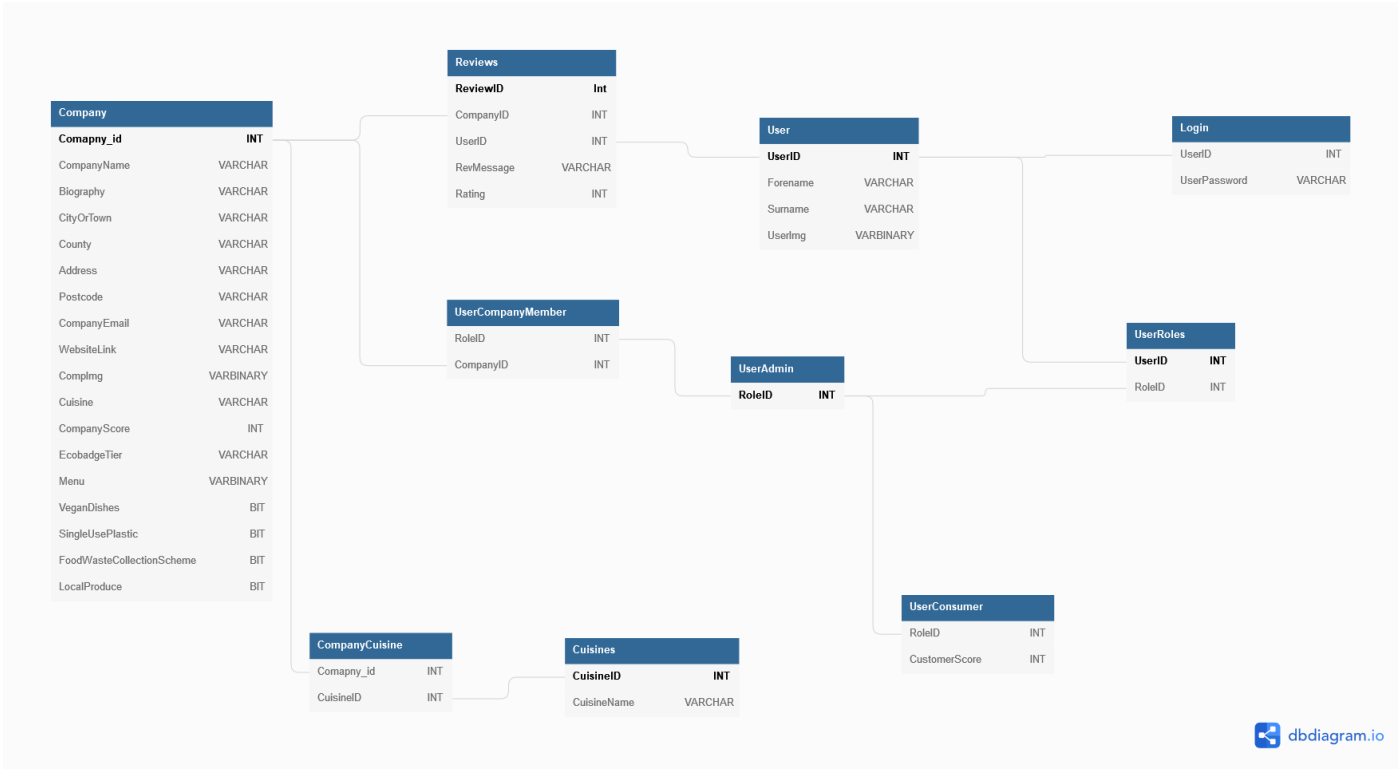 Company
Comapny_id INT
CompanyName VARCHAR
Biography VARCHAR
CityOrTown VARCHAR
County VARCHAR
Address VARCHAR
Postcode VARCHAR
CompanyEmail VARCHAR
WebsiteLink VARCHAR
CompImg VARBINARY
Cuisine VARCHAR
CompanyScore INT
EcobadgeTier VARCHAR
Menu VARBINARY
VeganDishes BIT
SingleUsePlastic BIT
FoodWasteCollectionScheme BIT
LocalProduce BIT
Reviews
ReviewID Int
CompanyID INT
UserID INT
RevMessage VARCHAR
Rating INT
User
UserID INT
Forename VARCHAR
Surname VARCHAR
UserImg VARBINARY
Login
UserID INT
UserPassword VARCHAR
UserCompanyMember
RoleID INT
CompanyID INT
UserAdmin
RoleID INT
UserRoles
UserID INT
RoleID INT
CompanyCuisine
Comapny_id INT
CuisineID INT
Cuisines
CuisineID INT
CuisineName VARCHAR
UserConsumer
RoleID INT
CustomerScore INT
dbdiagram.io